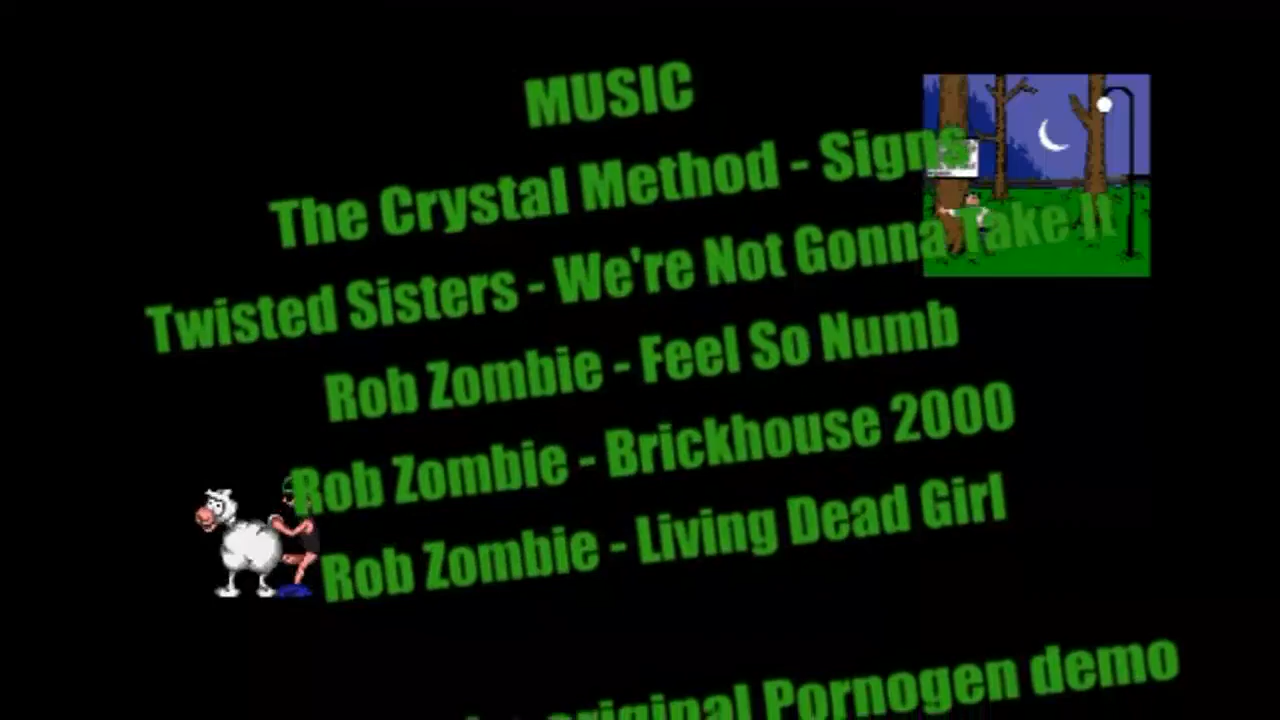 MUSIC
The Crystal Method - Signs
Twisted Sisters - We're Not Gonna Take It
Rob Zombie - Feel So Numb
Rob Zombie - Brickhouse 2000
Rob Zombie - Living Dead Girl
original Pornogen demo